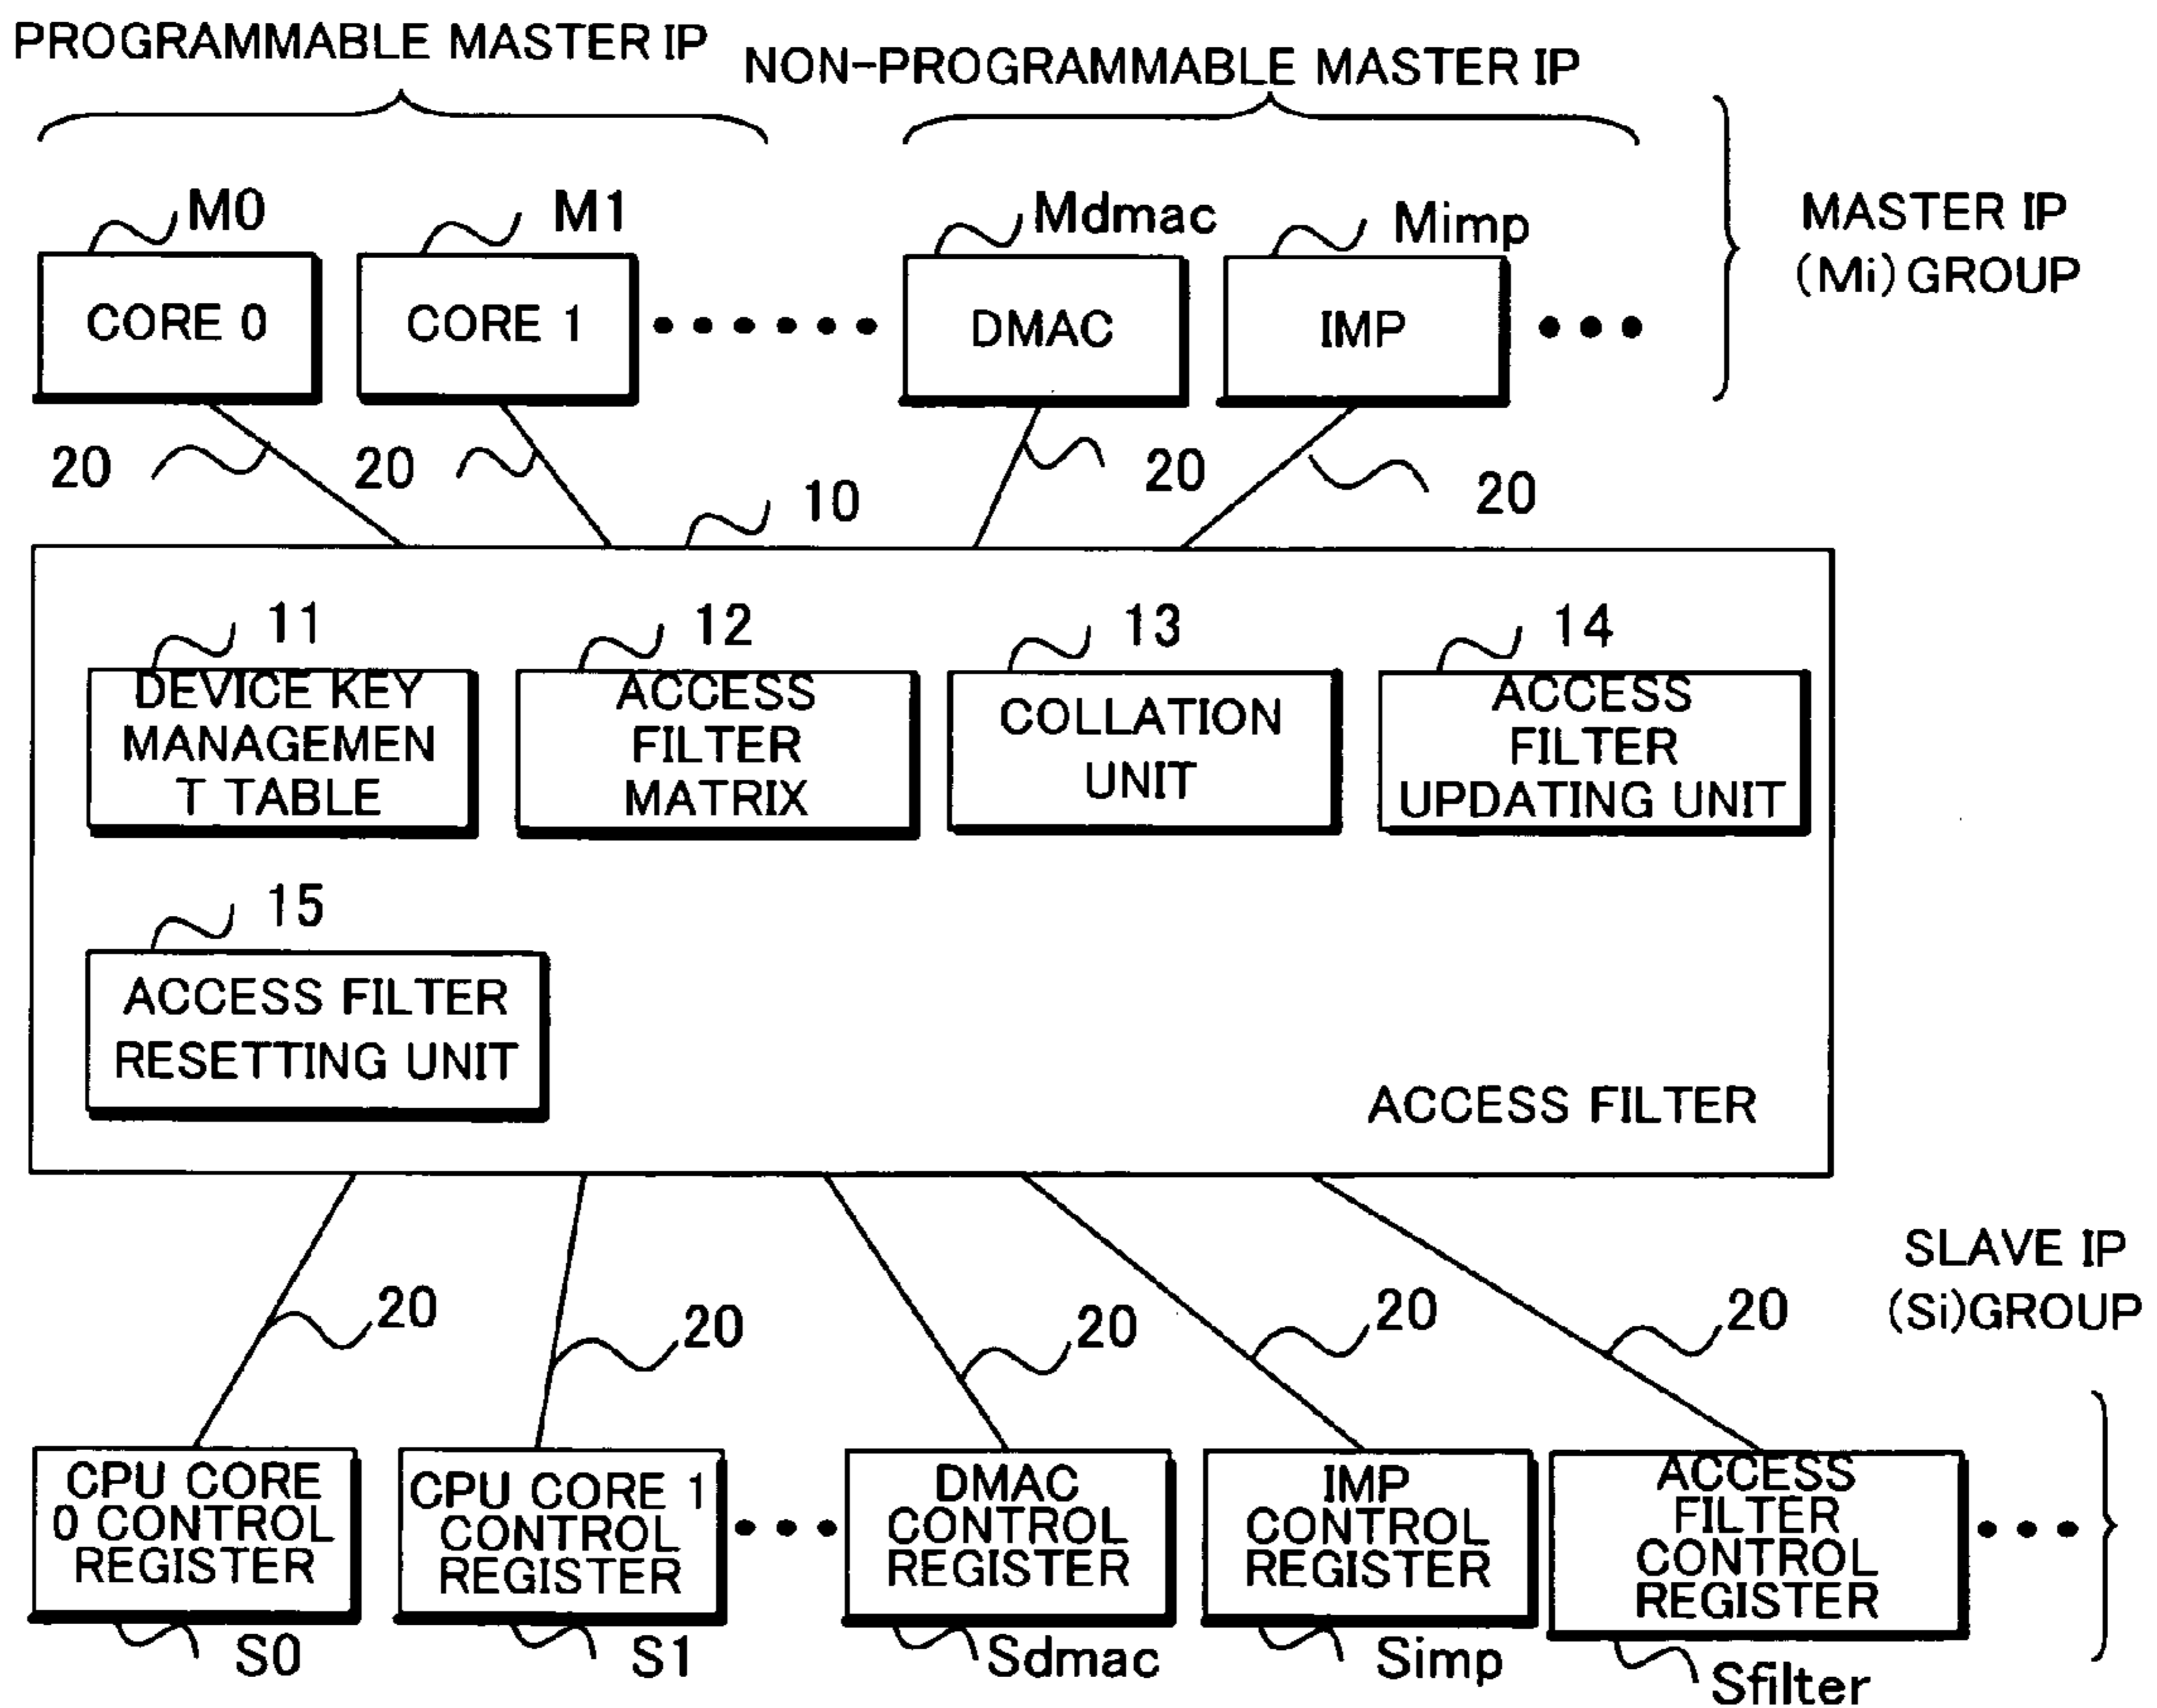 PROGRAMMABLE MASTER IP
NON-PROGRAMMABLE MASTER IP
M0
M1
Mdmac
Mimp
MASTER IP
(Mi) GROUP
CORE 0
CORE 1
DMAC
IMP
20
20
20
20
10
11
12
13
14
DEVICE KEY
MANAGEMEN
T TABLE
ACCESS
FILTER
MATRIX
COLLATION
UNIT
ACCESS
FILTER
UPDATING UNIT
15
ACCESS FILTER
RESETTING UNIT
ACCESS FILTER
SLAVE IP
(Si)GROUP
20
20
20
20
20
CPU CORE
0 CONTROL
REGISTER
CPU CORE 1
CONTROL
REGISTER
DMAC
CONTROL
REGISTER
IMP
CONTROL
REGISTER
ACCESS
FILTER
CONTROL
REGISTER
S0
S1
Sdmac
Simp
Sfilter